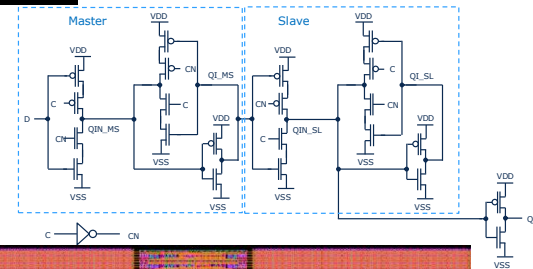 Master
Slave
VDD
VDD
VDD
VDD
CN
QI_MS
C
QI_SL
C
C
CN
CN
D
CN
QIN_MS
VDD
C
QIN_SL
VDD
VSS
VSS
VDD
VSS
VSS
VSS
VSS
Q
C
CN
VSS